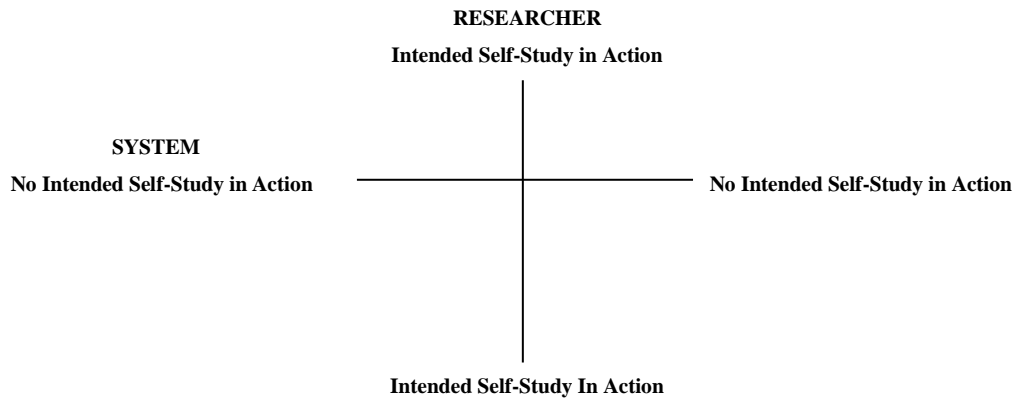 RESEARCHER
Intended Self-Study in Action
SYSTEM
No Intended Self-Study in Action
No Intended Self-Study in Action
Intended Self-Study In Action